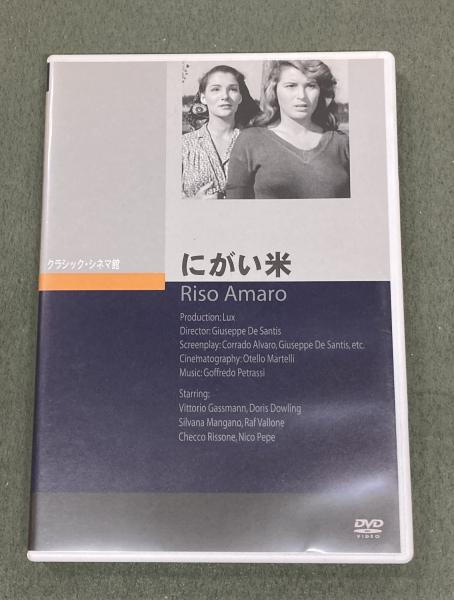 クラシック・シネマ館
にがい米
Riso Amaro
Production: Lux
Director: Giuseppe De Santis
Screenplay: Corrado Alvaro, Giuseppe De Santis, etc.
Cinematography: Otello Martelli
Music: Goffredo Petrassi
Starring:
Vittorio Gassmann, Doris Dowling
Silvana Mangano, Raf Vallone
Checco Rissone, Nico Pepe
DVD
VIDEO